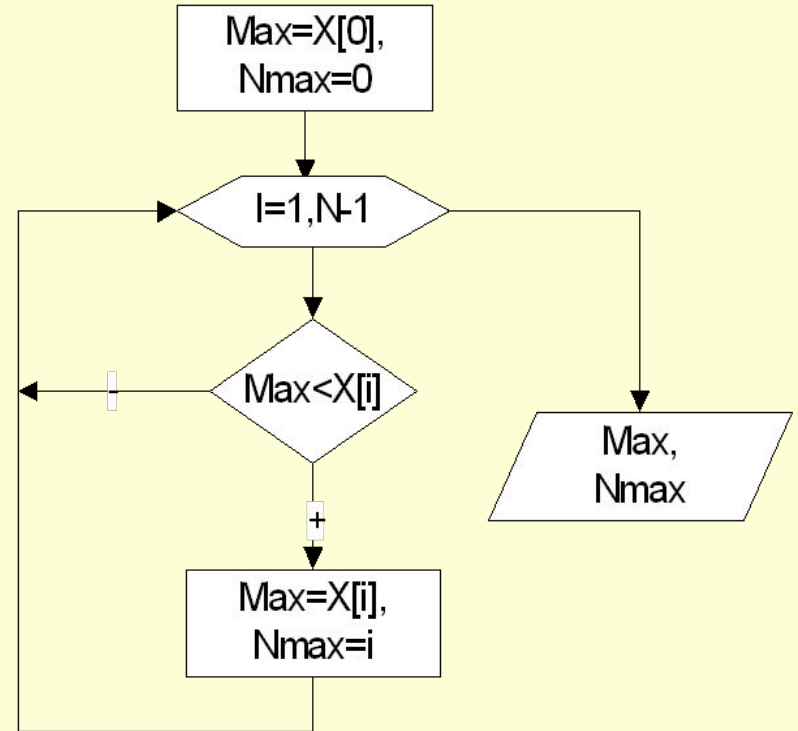 Max=X[0],
Nmax=0
I=1,N-1
Max<X[i]
-
+
Max=X[i],
Nmax=i
Max,
Nmax